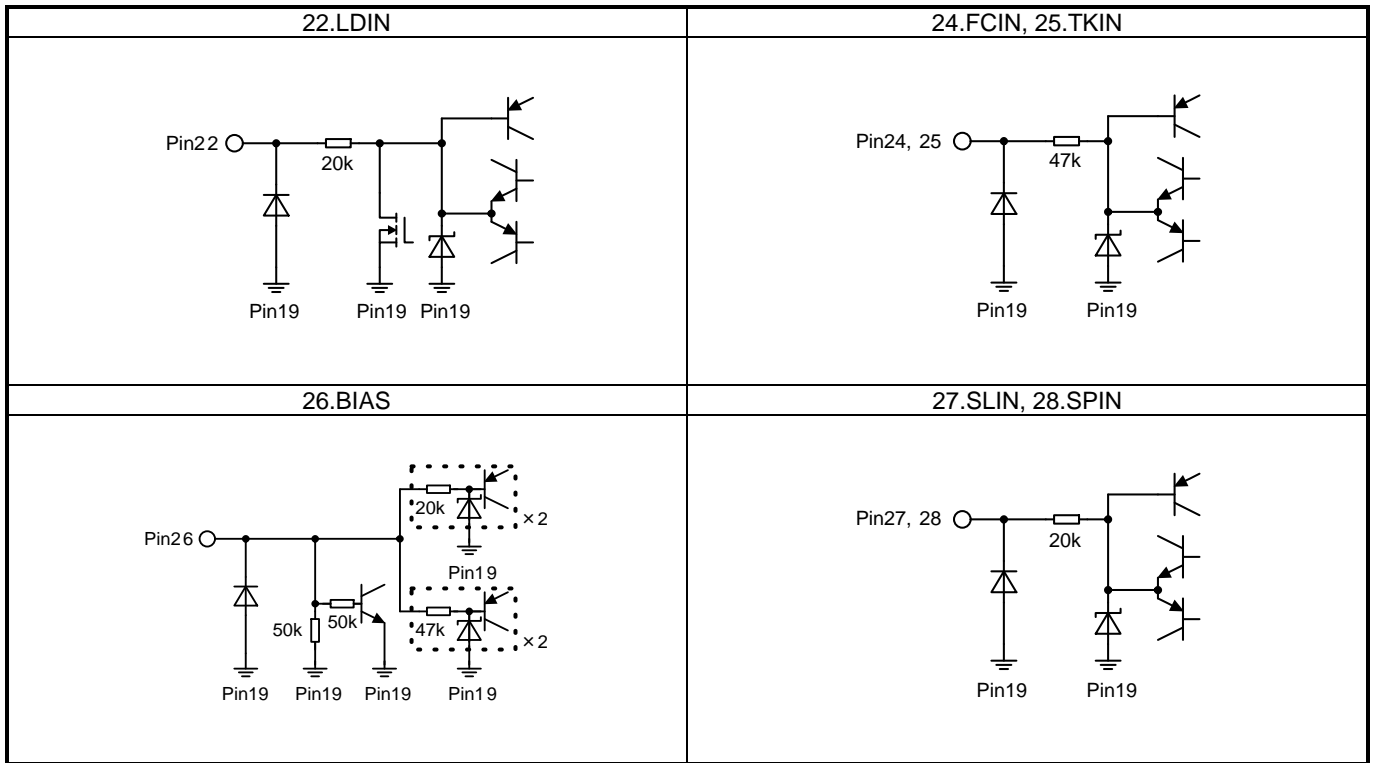 22.LDIN
Pin22
20k
Pin19 Pin19 Pin19
24.FCIN, 25.TKIN
Pin24, 25
47k
Pin19 Pin19
26.BIAS
20k
×2
Pin26
Pin19
50k 50k
47k
×2
Pin19 Pin19 Pin19 Pin19
27.SLIN, 28.SPIN
Pin27, 28
20k
Pin19 Pin19